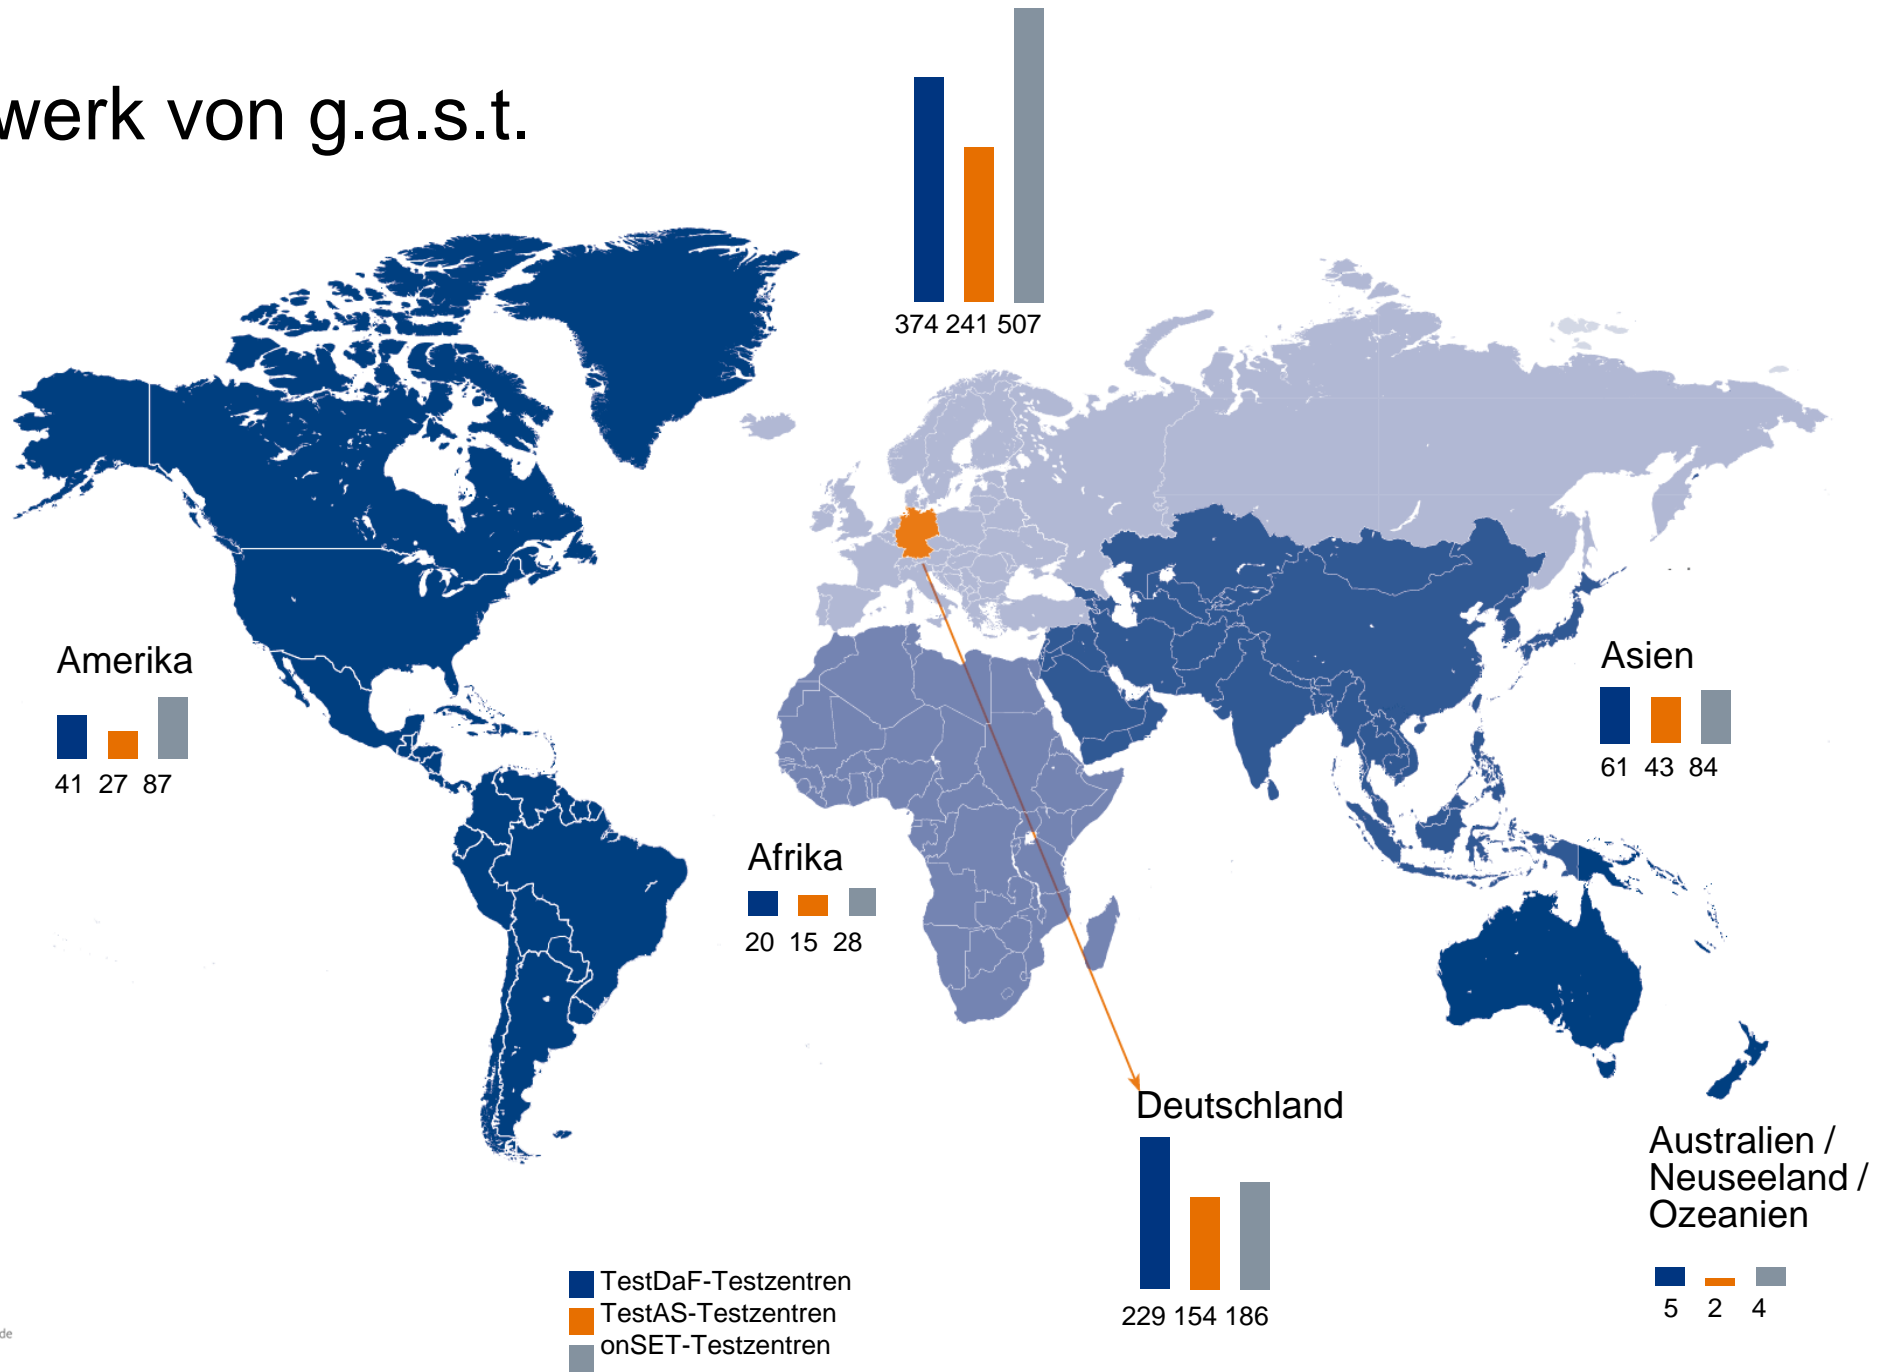 werk von g.a.s.t.
374 241 507
Amerika
41 27 87
Asien
61 43 84
Afrika
20 15 28
Deutschland
229 154 186
Australien /
Neuseeland /
Ozeanien
5 2 4
TestDaF-Testzentren
TestAS-Testzentren
onSET-Testzentren
de